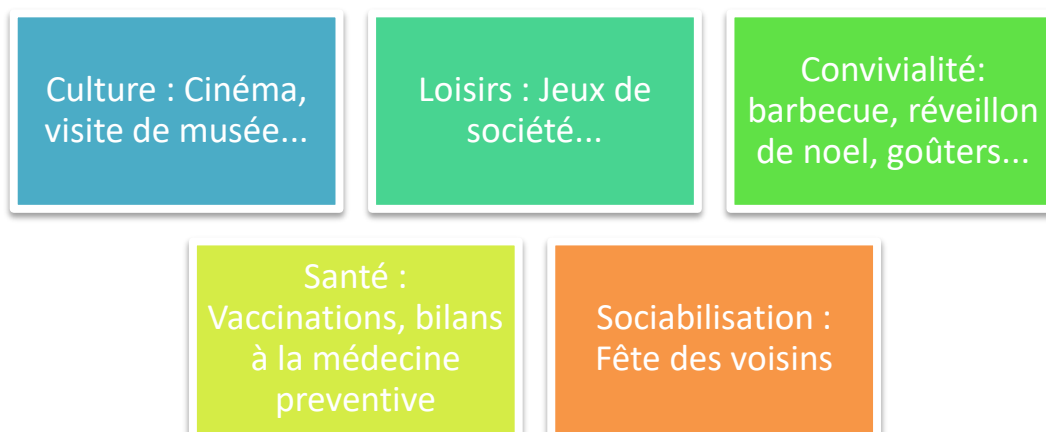 Culture : Cinéma,
visite de musée...
Loisirs : Jeux de
société...
Convivialité:
barbecue, réveillon
de noel, goûters...
Santé :
Vaccinations, bilans
à la médecine
preventive
Sociabilisation :
Fête des voisins